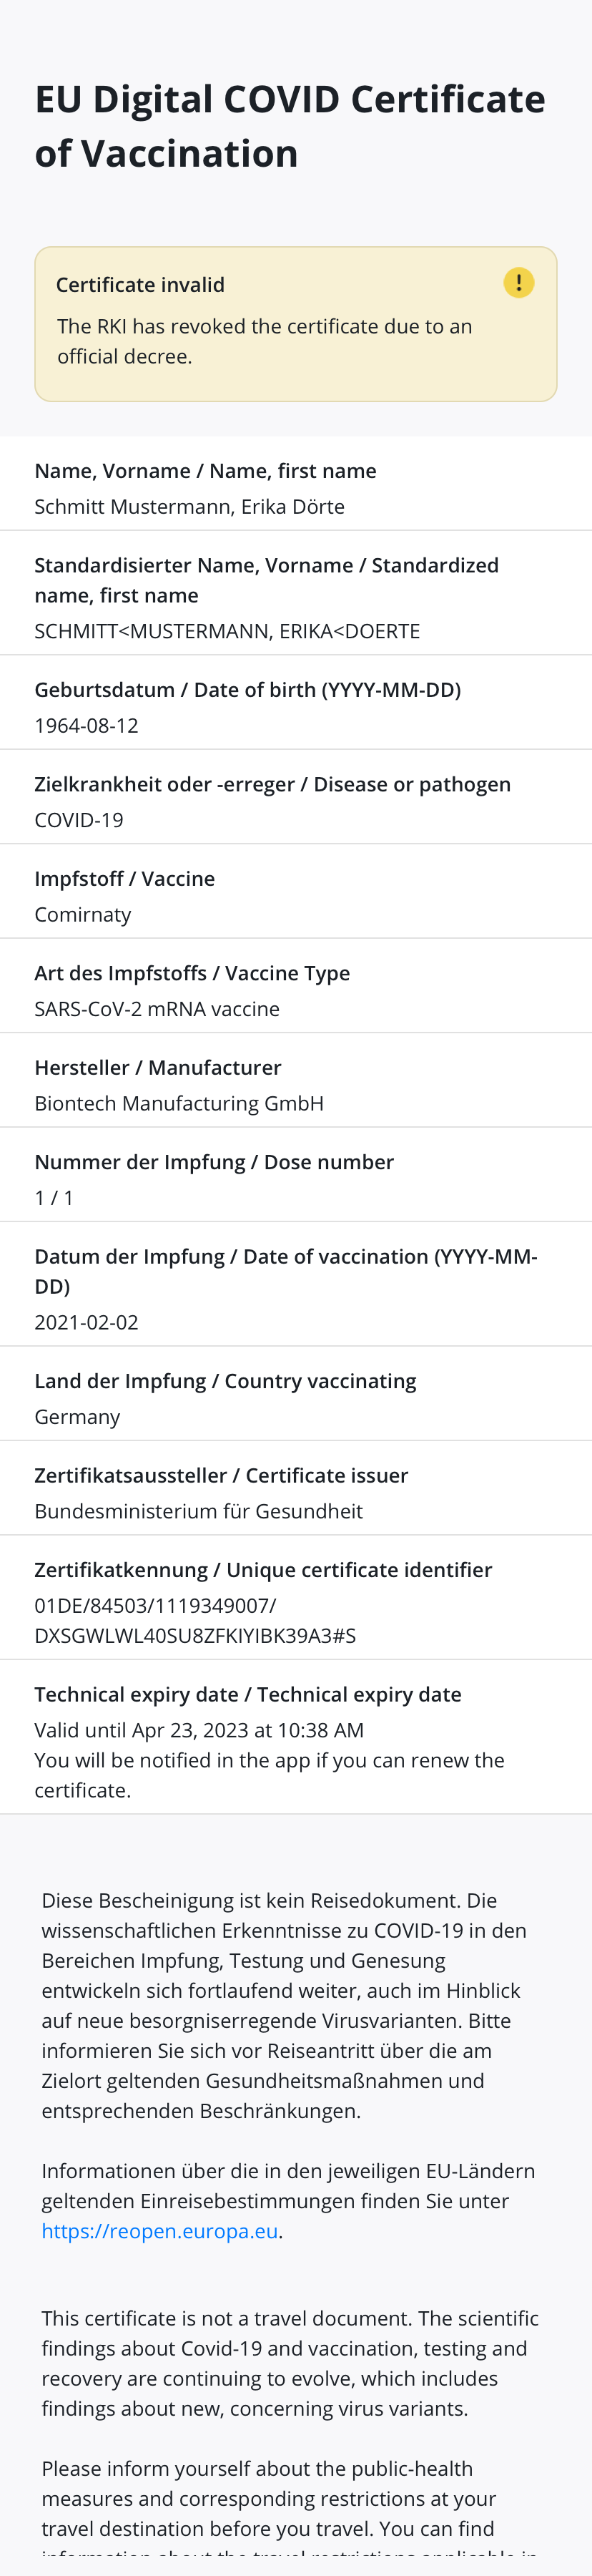 EU Digital COVID Certificate
of Vaccination
Certificate invalid
The RKI has revoked the certificate due to an
official decree.
Name, Vorname / Name, first name
Schmitt Mustermann, Erika Dörte
Standardisierter Name, Vorname / Standardized
name, first name
SCHMITT<MUSTERMANN, ERIKA<DOERTE
Geburtsdatum / Date of birth (YYYY-MM-DD)
1964-08-12
Zielkrankheit oder -erreger / Disease or pathogen
COVID-19
Impfstoff / Vaccine
Comirnaty
Art des Impfstoffs / Vaccine Type
SARS-CoV-2 mRNA vaccine
Hersteller / Manufacturer
Biontech Manufacturing GmbH
Nummer der Impfung / Dose number
1 / 1
Datum der Impfung / Date of vaccination (YYYY-MM-
DD)
2021-02-02
Land der Impfung / Country vaccinating
Germany
Zertifikatsaussteller / Certificate issuer
Bundesministerium für Gesundheit
Zertifikatkennung / Unique certificate identifier
01DE/84503/1119349007/
DXSGWLWL40SU8ZFKIYIBK39A3#S
Technical expiry date / Technical expiry date
Valid until Apr 23, 2023 at 10:38 AM
You will be notified in the app if you can renew the
certificate.
Diese Bescheinigung ist kein Reisedokument. Die
wissenschaftlichen Erkenntnisse zu COVID-19 in den
Bereichen Impfung, Testung und Genesung
entwickeln sich fortlaufend weiter, auch im Hinblick
auf neue besorgniserregende Virusvarianten. Bitte
informieren Sie sich vor Reiseantritt über die am
Zielort geltenden Gesundheitsmaßnahmen und
entsprechenden Beschränkungen.
Informationen über die in den jeweiligen EU-Ländern
geltenden Einreisebestimmungen finden Sie unter
https://reopen.europa.eu.
This certificate is not a travel document. The scientific
findings about Covid-19 and vaccination, testing and
recovery are continuing to evolve, which includes
findings about new, concerning virus variants.
Please inform yourself about the public-health
measures and corresponding restrictions at your
travel destination before you travel. You can find
information about the travel restrictions applicable in